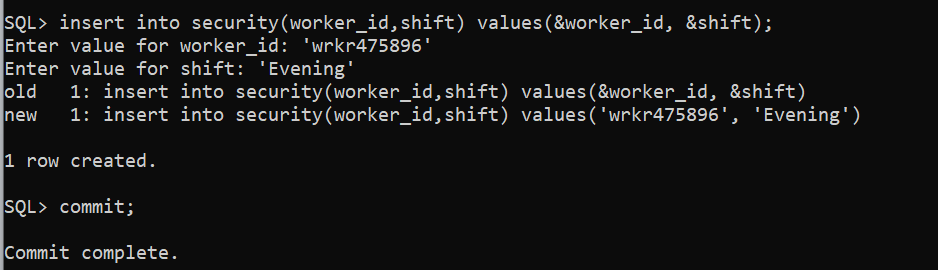 SQL> insert into security(worker_id,shift) values(&worker_id, &shift);
Enter value for worker_id: 'wrkr475896'
Enter value for shift: 'Evening'
old   1: insert into security(worker_id,shift) values(&worker_id, &shift)
new   1: insert into security(worker_id,shift) values('wrkr475896', 'Evening')
1 row created.
SQL> commit;
Commit complete.